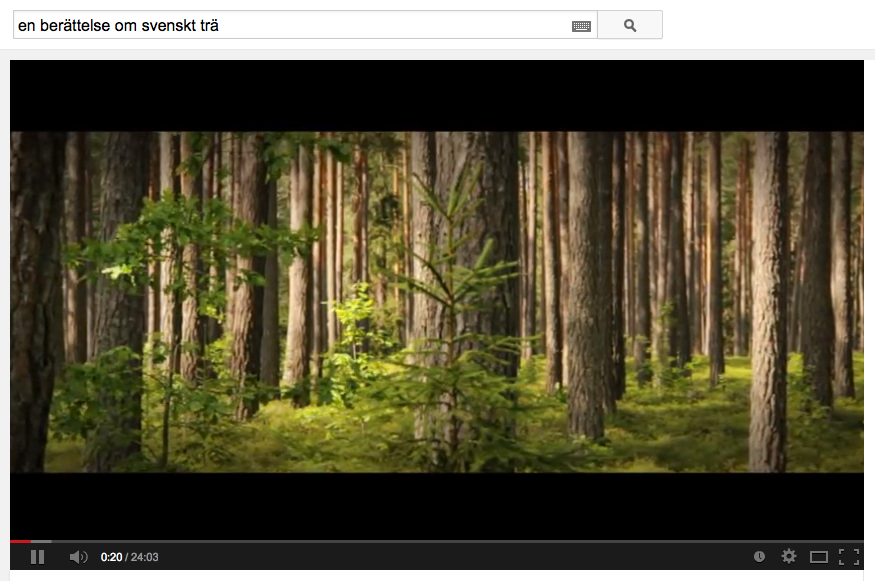 en berättelse om svenskt trä
0:20 / 24:03